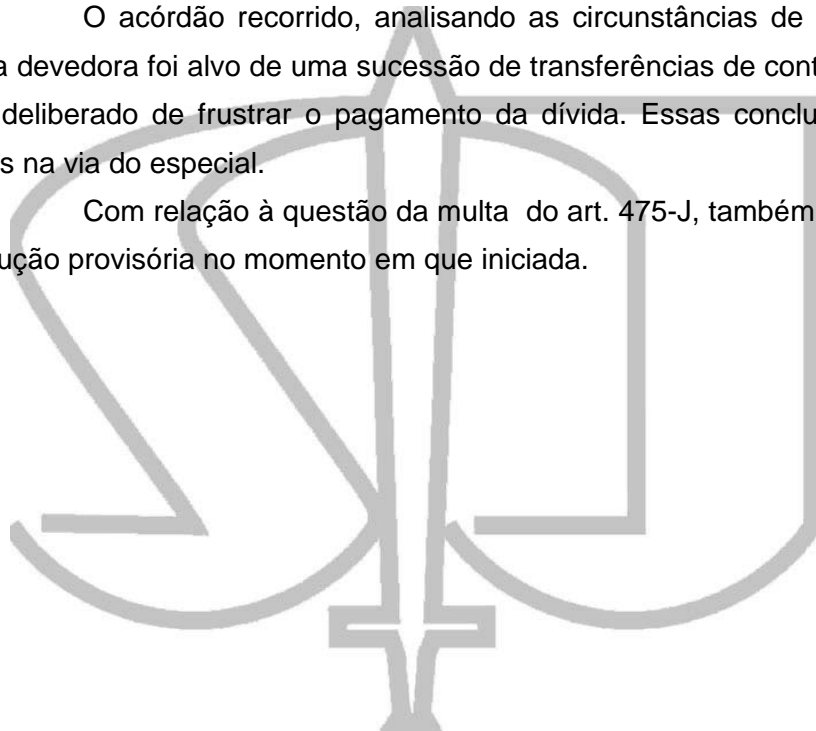 O acórdão recorrido, analisando as circunstâncias de
a devedora foi alvo de uma sucessão de transferências de cont
deliberado de frustrar o pagamento da dívida. Essas conclu
s na via do especial.
Com relação à questão da multa do art. 475-J, também
ução provisória no momento em que iniciada.